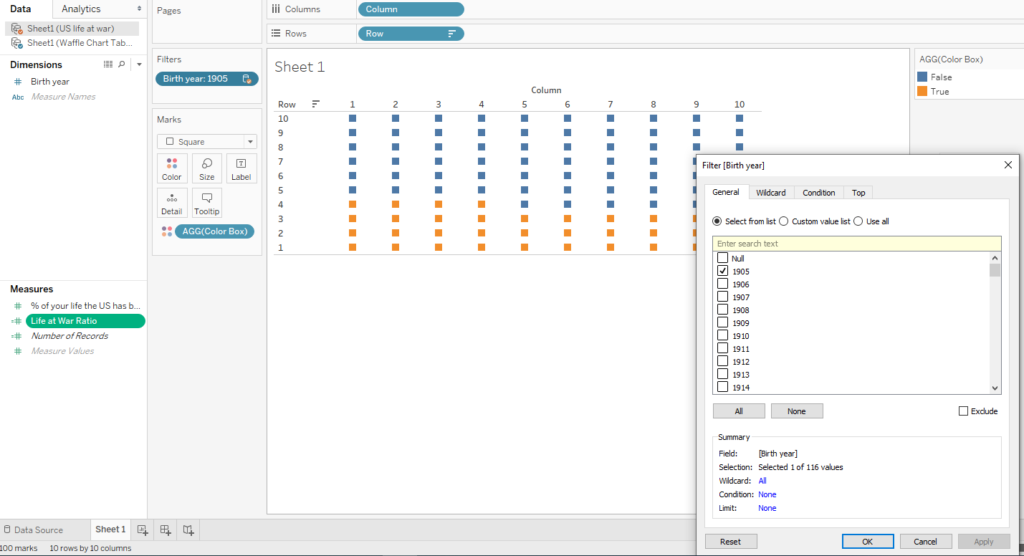 Data
Analytics
Sheet1 (US life at war)
Sheet1 (Waffle Chart Tab...
Dimensions
# Birth year
Abc Measure Names
Measures
# % of your life the US has b...
=# Life at War Ratio
=# Number of Records
# Measure Values
Pages
Filters
Birth year: 1905
Marks
Square
Color
Size
Label
Detail
Tooltip
AGG(Color Box)
Columns
Column
Rows
Row
Sheet 1
Column
Row 1 2 3 4 5 6 7 8 9 10
10
9
8
7
6
5
4
3
2
1
AGG(Color Box)
False
True
Filter [Birth year]
General
Wildcard
Condition
Top
Select from list
Custom value list
Use all
Enter search text
Null
1905
1906
1907
1908
1909
1910
1911
1912
1913
1914
All
None
Exclude
Summary
Field: [Birth year]
Selection: Selected 1 of 116 values
Wildcard: All
Condition: None
Limit: None
Reset
OK
Cancel
Apply
Data Source
Sheet 1
100 marks 10 rows by 10 columns